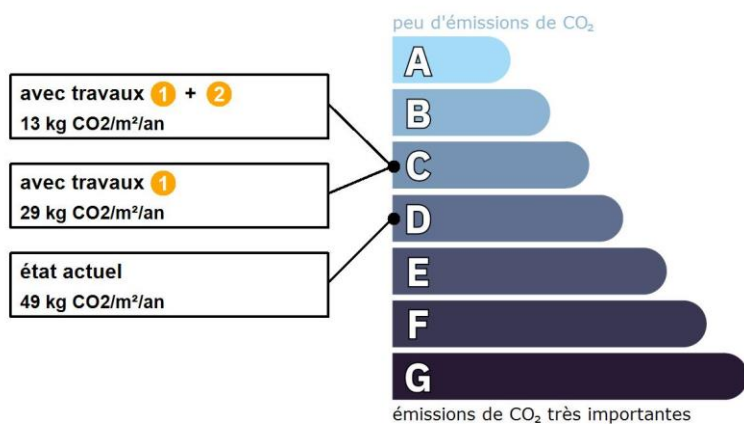 peu d'émissions de CO₂
A
avec travaux 1 + 2
13 kg CO2/m²/an
B
C
avec travaux 1
29 kg CO2/m²/an
D
état actuel
49 kg CO2/m²/an
E
F
G
émissions de CO₂ très importantes